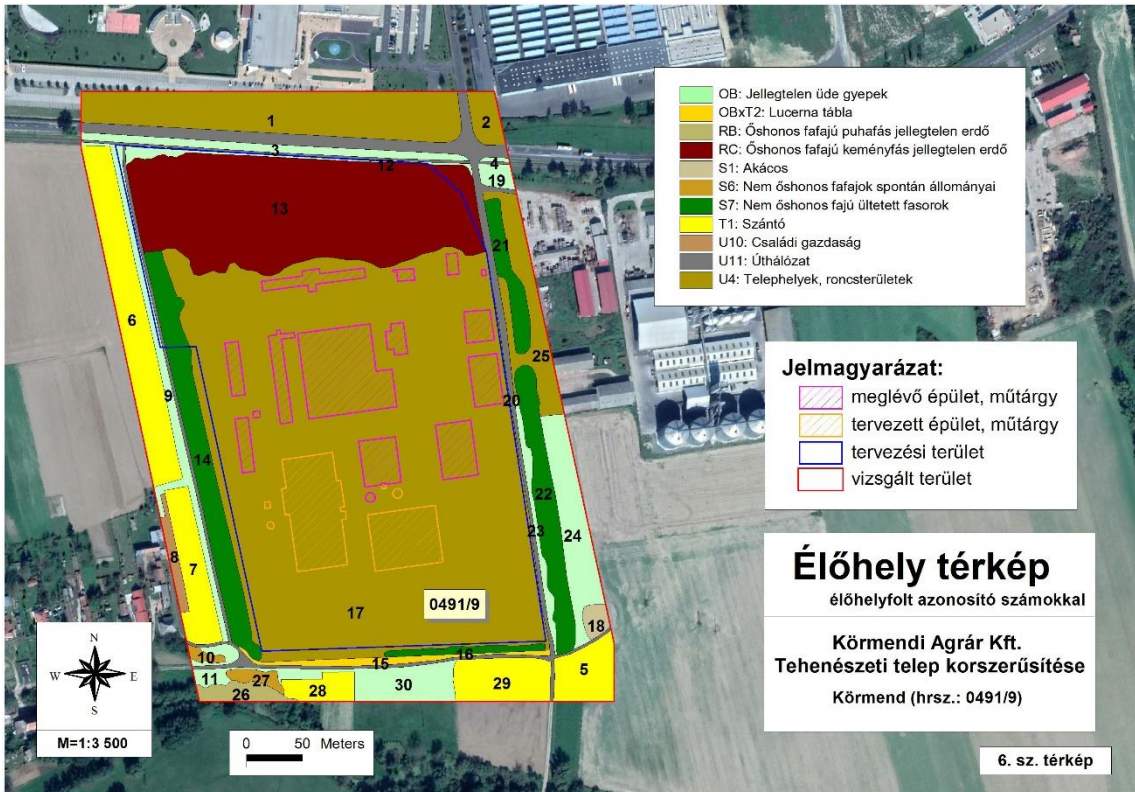 OB: Jellegtelen üde gyepek
OBxT2: Lucerna tábla
RB: Őshonos fafajú puhafás jellegtelen erdő
RC: Őshonos fafajú keményfás jellegtelen erdő
S1: Akácos
S6: Nem őshonos fafajok spontán állományai
S7: Nem őshonos fajú ültetett fasorok
T1: Szántó
U10: Családi gazdaság
U11: Úthálózat
U4: Telephelyek, roncsterületek
Jelmagyarázat:
meglévő épület, műtárgy
tervezett épület, műtárgy
tervezési terület
vizsgált terület
Élőhely térkép
élőhelyfolt azonosító számokkal
Körmendi Agrár Kft.
Tehenészeti telep korszerűsítése
Körmend (hrsz.: 0491/9)
6. sz. térkép
1
2
3
4
12
19
13
21
6
25
9
20
14
22
23
24
8
7
17
0491/9
18
10
15
16
5
11
27
26
28
30
29
N
W
E
S
M=1:3 500
0 50 Meters